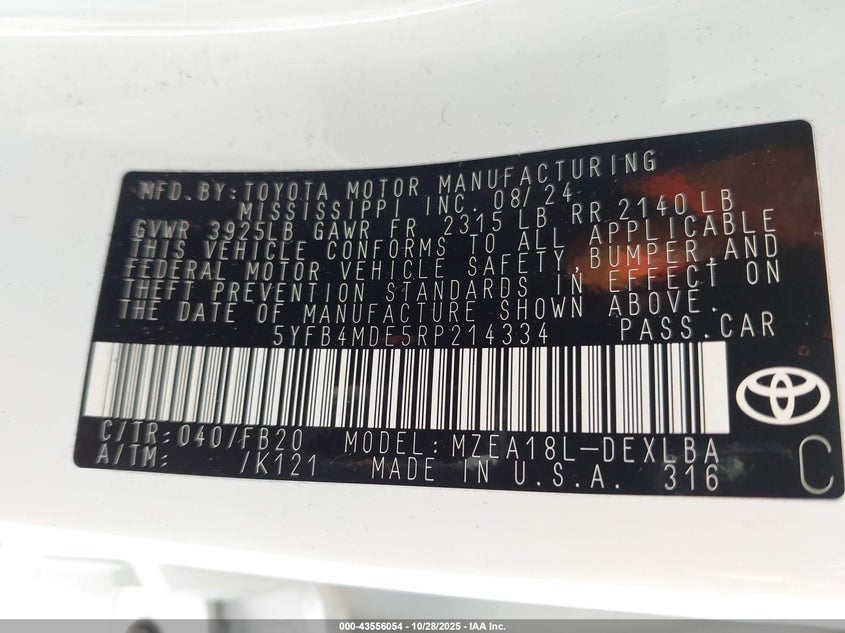 MFD. BY: TOYOTA MOTOR MANUFACTURING
MISSISSIPPI INC. 08/24
GVWR 3925LB GAWR FR 2315 LB RR 2140 LB
THIS VEHICLE CONFORMS TO ALL APPLICABLE
FEDERAL MOTOR VEHICLE SAFETY, BUMPER, AND
THEFT PREVENTION STANDARDS IN EFFECT ON
THE DATE OF MANUFACTURE SHOWN ABOVE.
5YFB4MDE5RP214334 PASS.CAR
C/TR: 040/FB20 MODEL: MZEA18L-DEXLBA
A/TM: /K121 MADE IN U.S.A. 316
C
000-43556054 - 10/28/2025 - IAA Inc.